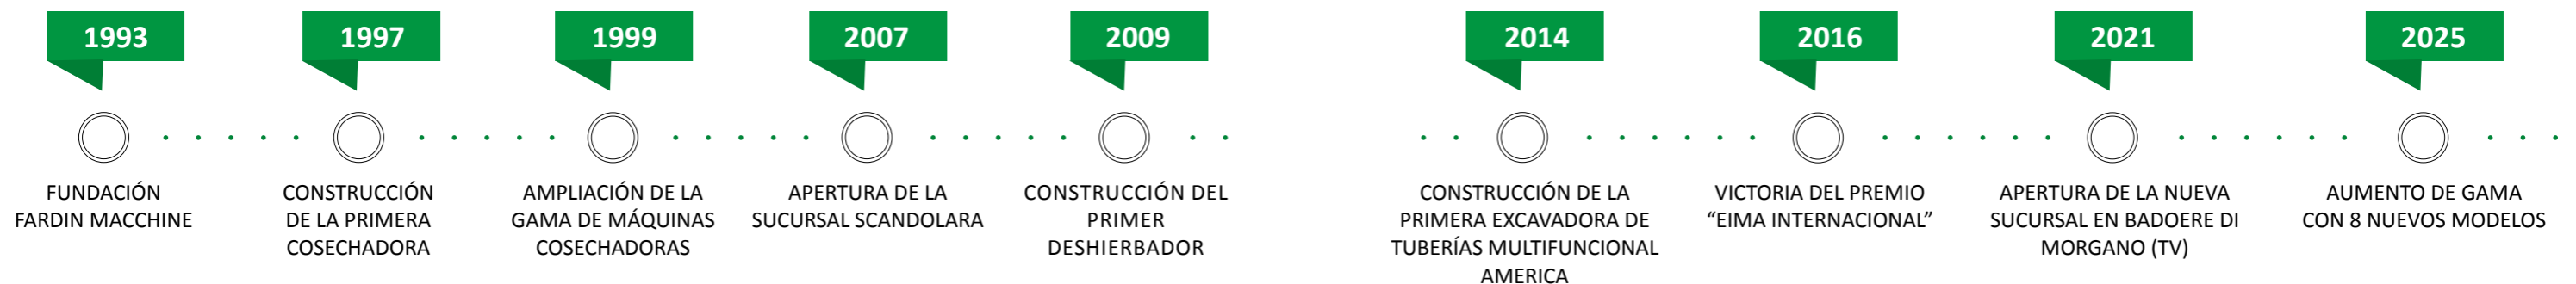 1993
FUNDACIÓN
FARDIN MACCHINE
1997
CONSTRUCCIÓN
DE LA PRIMERA
COSECHADORA
1999
AMPLIACIÓN DE LA
GAMA DE MÁQUINAS
COSECHADORAS
2007
APERTURA DE LA
SUCURSAL SCANDOLARA
2009
CONSTRUCCIÓN DEL
PRIMER
DESHIERBADOR
2014
CONSTRUCCIÓN DE LA
PRIMERA EXCAVADORA DE
TUBERÍAS MULTIFUNCIONAL
AMERICA
2016
VICTORIA DEL PREMIO
“EIMA INTERNACIONAL”
2021
APERTURA DE LA NUEVA
SUCURSAL EN BADOERE DI
MORGANO (TV)
2025
AUMENTO DE GAMA
CON 8 NUEVOS MODELOS